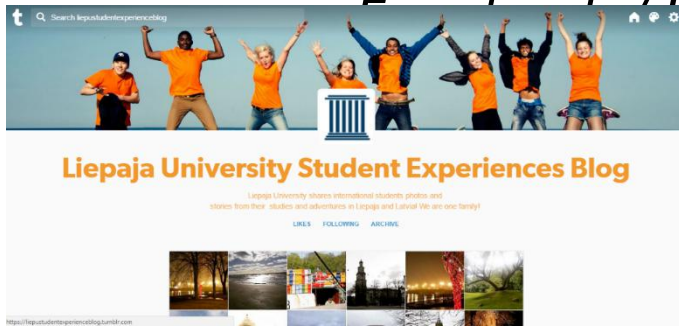 t
Search liepustudentexperienceblog
Liepaja University Student Experiences Blog
Liepaja University shares international students photos and
stories from their studies and adventures in Liepaja and Latvia! We are one family!
LIKES FOLLOWING ARCHIVE
https://liepustudentexperienceblog.tumblr.com